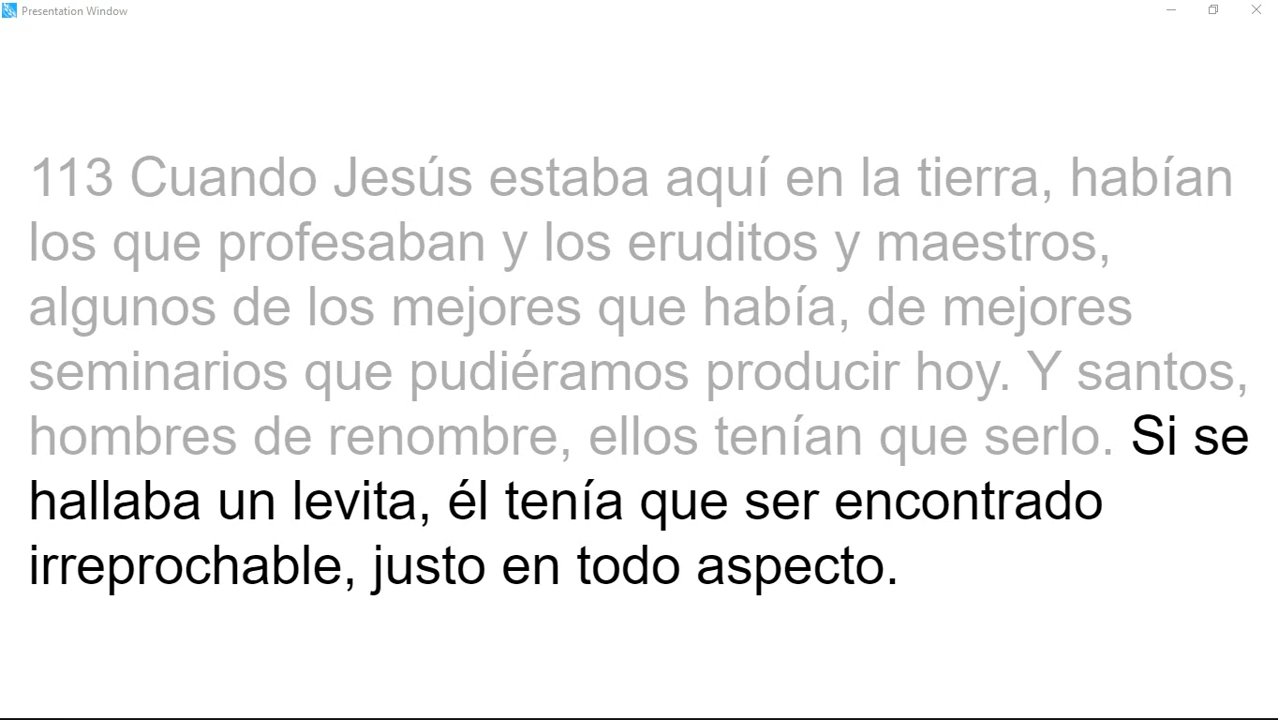 Presentation Window
113 Cuando Jesús estaba aquí en la tierra, habían
los que profesaban y los eruditos y maestros,
algunos de los mejores que había, de mejores
seminarios que pudiéramos producir hoy. Y santos,
hombres de renombre, ellos tenían que serlo. Si se
hallaba un levita, él tenía que ser encontrado
irreprochable, justo en todo aspecto.